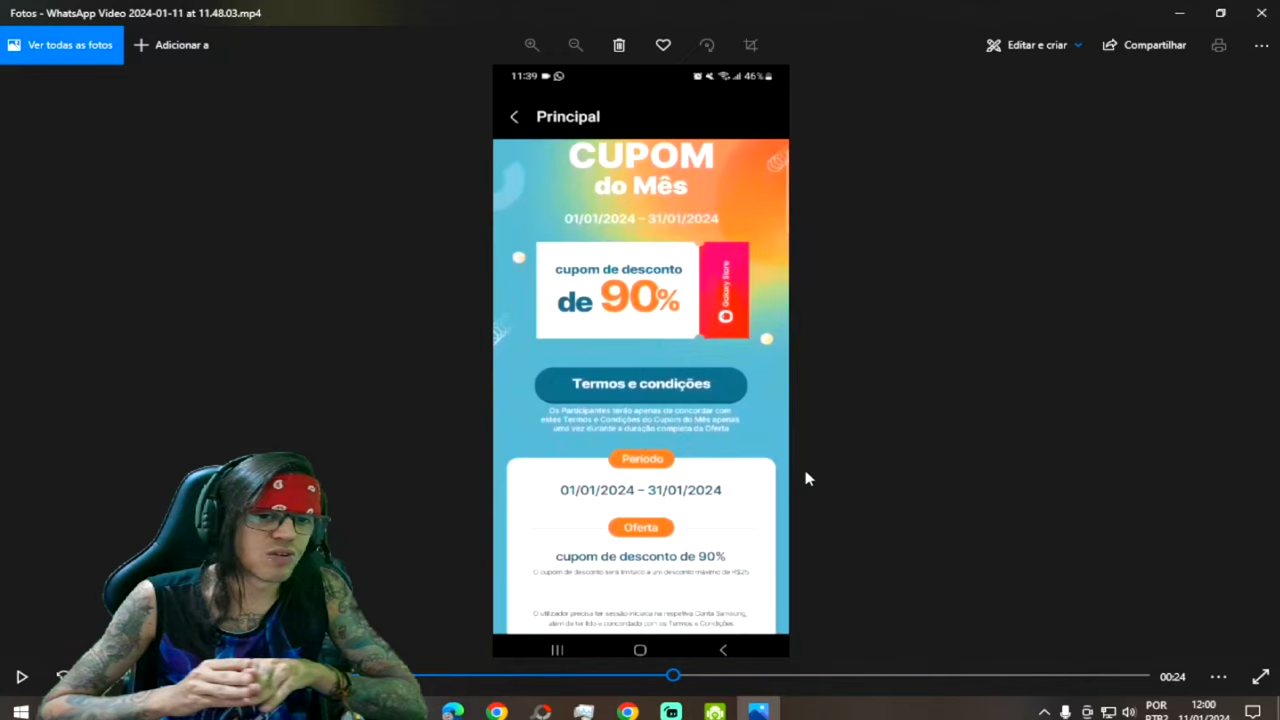 Fotos - WhatsApp Video 2024-01-11 at 11.48.03.mp4
Ver todas as fotos
Adicionar a
Editar e criar
Compartilhar
11:39
46%
Principal
CUPOM
do Mês
01/01/2024 – 31/01/2024
cupom de desconto
de 90%
Galaxy Store
Termos e condições
Os Participantes terão apenas de concordar com
estes Termos e Condições do Cupom do Mês apenas
uma vez durante a duração completa da Oferta
Período
01/01/2024 – 31/01/2024
Oferta
cupom de desconto de 90%
O cupom de desconto será limitado a um desconto máximo de R$25
O utilizador precisa ter sessão iniciada na respetiva Conta Samsung,
além de ter lido e concordado com os Termos e Condições.
00:24
POR
PTB2
12:00
11/01/2024